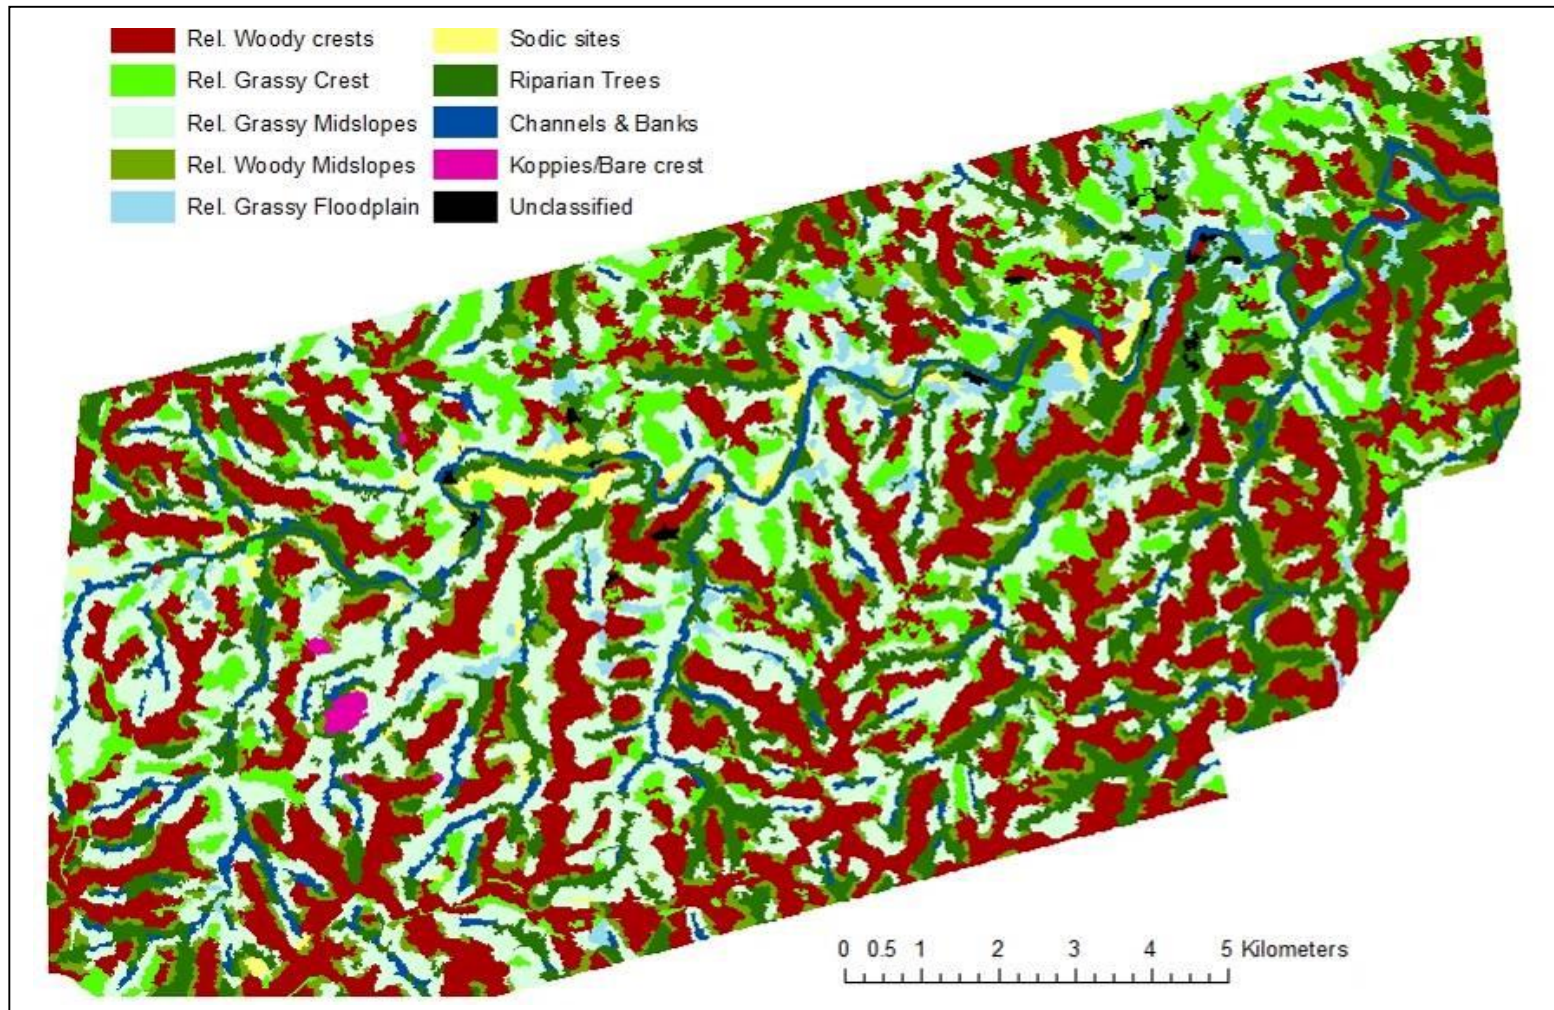 Rel. Woody crests
Rel. Grassy Crest
Rel. Grassy Midslopes
Rel. Woody Midslopes
Rel. Grassy Floodplain
Sodic sites
Riparian Trees
Channels & Banks
Koppies/Bare crest
Unclassified
0 0.5 1 2 3 4 5 Kilometers